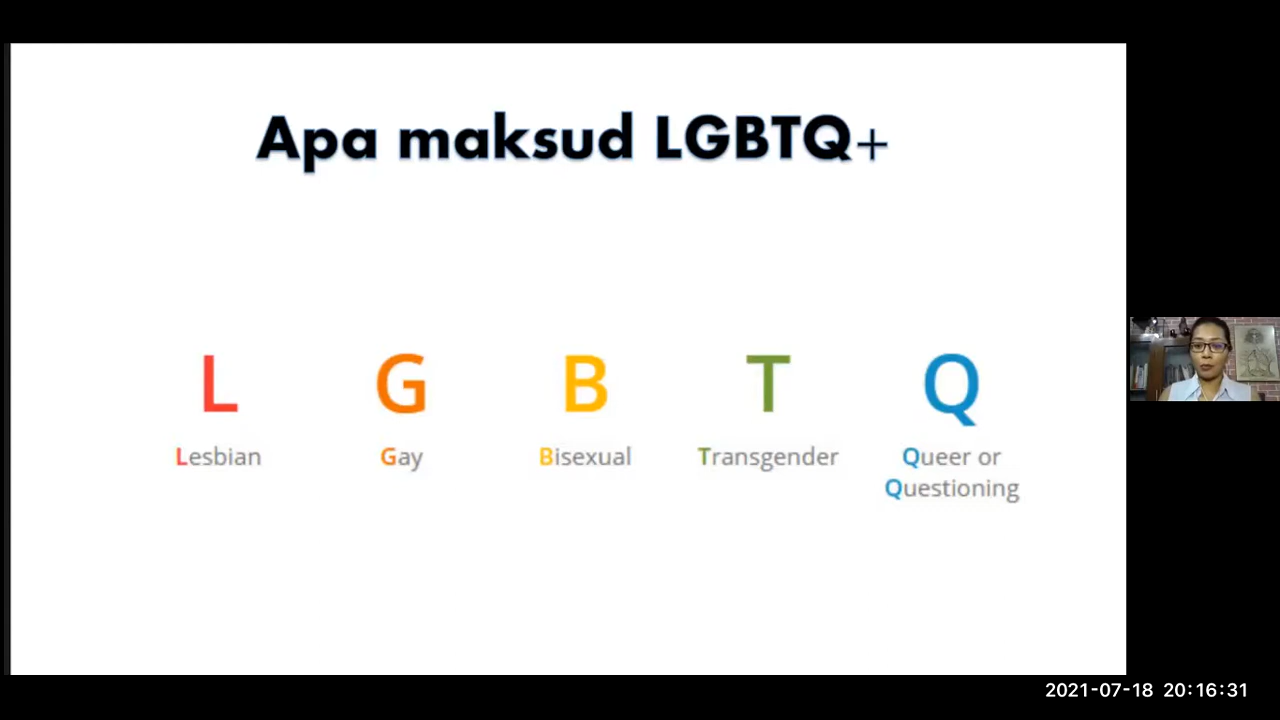 Apa maksud LGBTQ+
L G B T Q
Lesbian Gay Bisexual Transgender Queer or
Questioning
2021-07-18 20:16:31